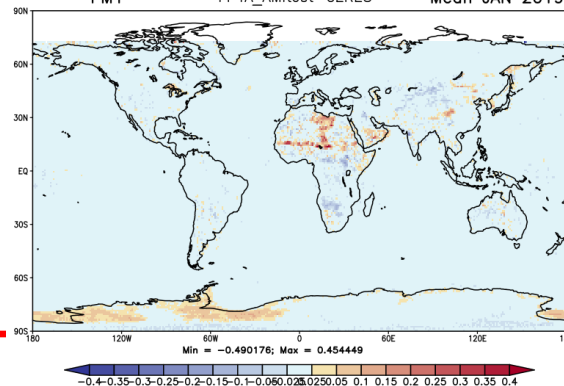 Mean JAN
90N
60N
30N
EQ
30S
60S
90S
180 120W 60W 0 60E 120E
Min = -0.490176; Max = 0.454449
-0.4-0.35-0.3-0.25-0.2-0.15-0.1-0.05 0.05 0.1 0.15 0.2 0.25 0.3 0.35 0.4